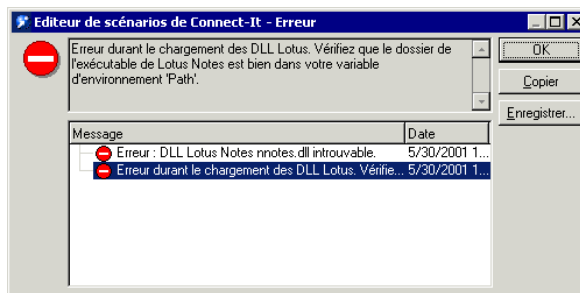 Editeur de scénarios de Connect-It - Erreur
Erreur durant le chargement des DLL Lotus. Vérifiez que le dossier de
l'exécutable de Lotus Notes est bien dans votre variable
d'environnement 'Path'.
OK
Copier
Enregistrer...
Message Date
Erreur : DLL Lotus Notes nnotes.dll introuvable. 5/30/2001 1...
Erreur durant le chargement des DLL Lotus. Vérifie... 5/30/2001 1...